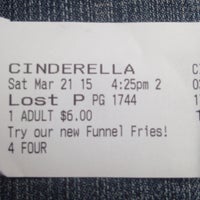 CINDERELLA
Sat Mar 21 15 4:25pm 2
Lost P PG 1744
1 ADULT $6.00
Try our new Funnel Fries!
4 FOUR